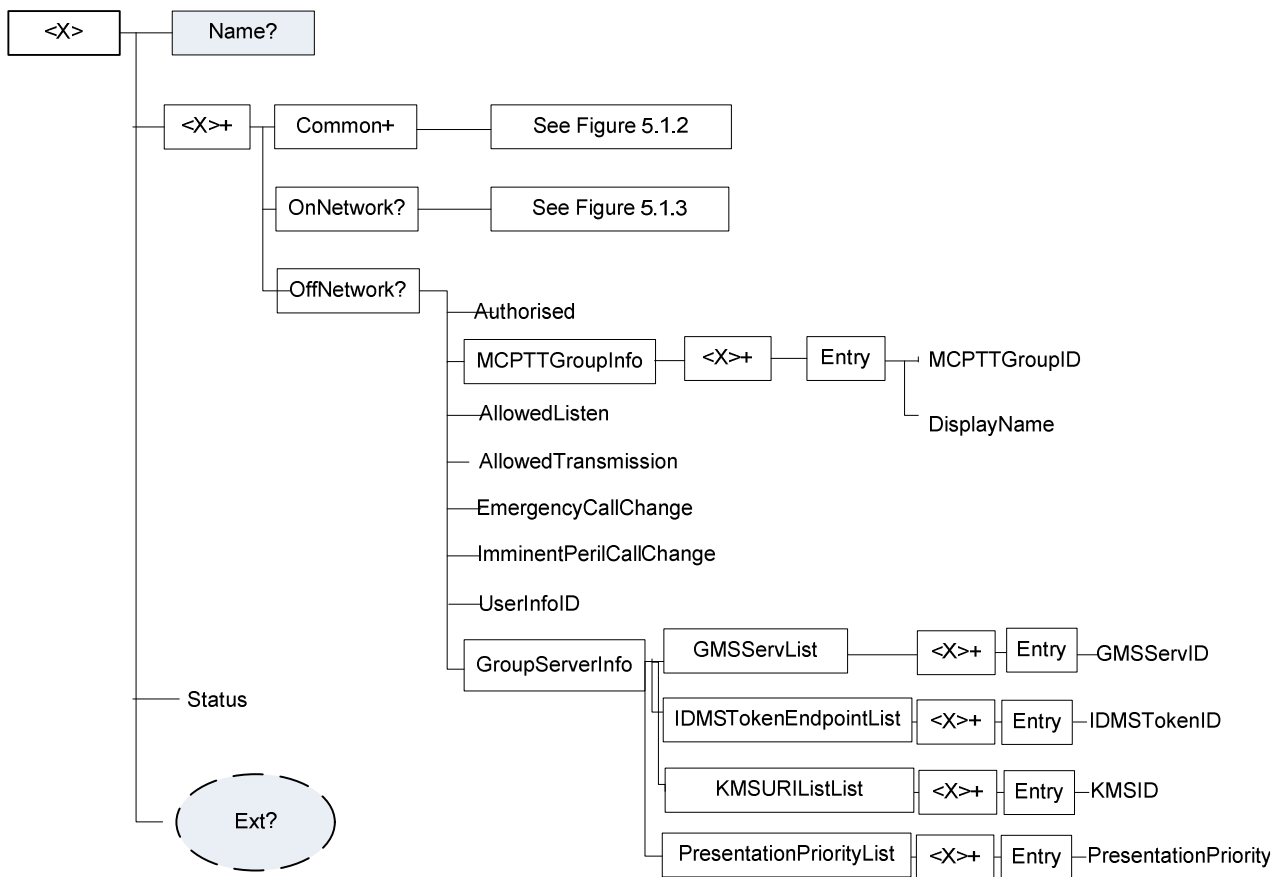 <X>
Name?
<X>+
Common+
See Figure 5.1.2
OnNetwork?
See Figure 5.1.3
OffNetwork?
Authorised
MCPTTGroupInfo
<X>+
Entry
MCPTTGroupID
DisplayName
AllowedListen
AllowedTransmission
EmergencyCallChange
ImminentPerilCallChange
UserInfoID
GroupServerInfo
GMSServList
<X>+
Entry
GMSServID
IDMSTokenEndpointList
<X>+
Entry
IDMSTokenID
KMSURIListList
<X>+
Entry
KMSID
PresentationPriorityList
<X>+
Entry
PresentationPriority
Status
Ext?